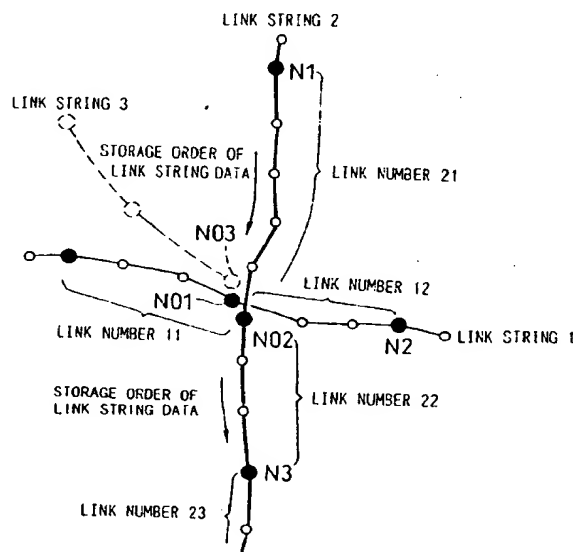 LINK STRING 2
N1
LINK STRING 3
STORAGE ORDER OF
LINK STRING DATA
LINK NUMBER 21
N03
LINK NUMBER 12
N01
LINK NUMBER 11
N02
N2
LINK STRING 1
STORAGE ORDER OF
LINK STRING DATA
LINK NUMBER 22
N3
LINK NUMBER 23